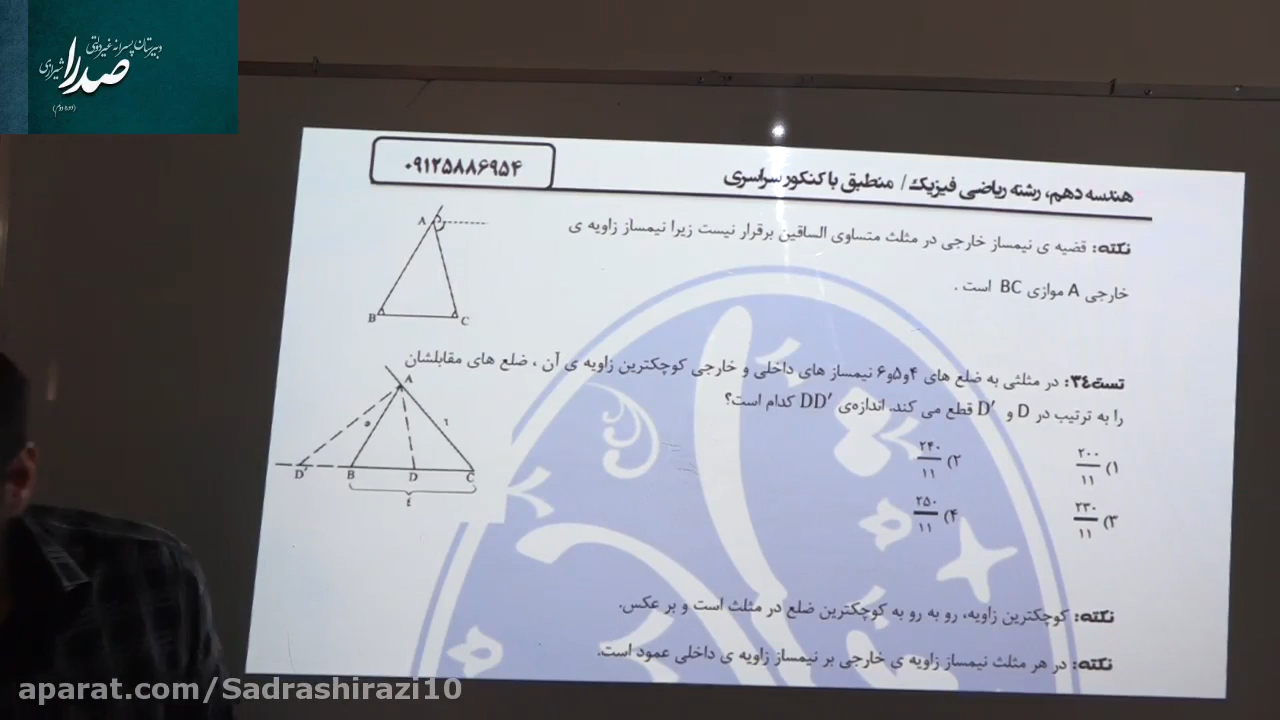 دبیرستان پسرانه غیردولتی
صدرا شیرازی
(دوره دوم)
هندسه دهم، رشته ریاضی فیزیک / منطبق با کنکور سراسری
۰۹۱۲۵۸۸۶۹۵۴
نکته: قضیه ی نیمساز خارجی در مثلث متساوی الساقین برقرار نیست زیرا نیمساز زاویه ی
خارجی A موازی BC است .
A
B C
تست۳٤: در مثلثی به ضلع های ۴و۵و۶ نیمساز های داخلی و خارجی کوچکترین زاویه ی آن ، ضلع های مقابلشان
را به ترتیب در D و D′ قطع می کند. اندازه‌ی DD′ کدام است؟
۱) ۲۰۰/۱۱ ۲) ۲۴۰/۱۱
۳) ۲۳۰/۱۱ ۴) ۲۵۰/۱۱
A
D′ B D C
نکته: کوچکترین زاویه، رو به رو به کوچکترین ضلع در مثلث است و بر عکس.
نکته: در هر مثلث نیمساز زاویه ی خارجی بر نیمساز زاویه ی داخلی عمود است.
aparat.com/Sadrashirazi10